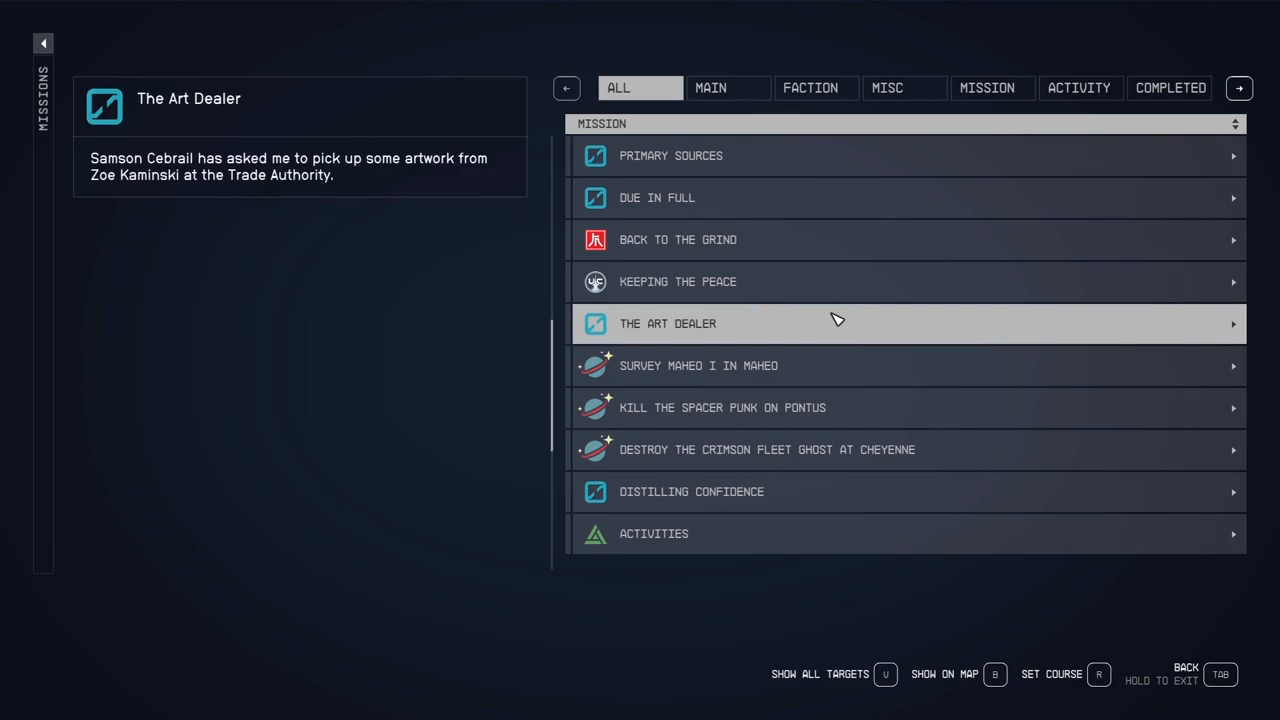 MISSIONS
The Art Dealer
Samson Cebrail has asked me to pick up some artwork from
Zoe Kaminski at the Trade Authority.
ALL
MAIN
FACTION
MISC
MISSION
ACTIVITY
COMPLETED
MISSION
PRIMARY SOURCES
DUE IN FULL
BACK TO THE GRIND
KEEPING THE PEACE
THE ART DEALER
SURVEY MAHEO I IN MAHEO
KILL THE SPACER PUNK ON PONTUS
DESTROY THE CRIMSON FLEET GHOST AT CHEYENNE
DISTILLING CONFIDENCE
ACTIVITIES
SHOW ALL TARGETS V
SHOW ON MAP B
SET COURSE R
BACK
HOLD TO EXIT
TAB